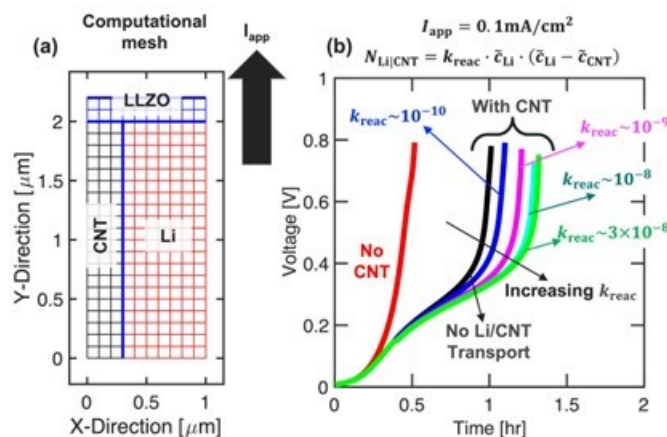 Computational
mesh
(a)
I_app
LLZO
CNT
Li
Y-Direction [μm]
2
1.5
1
0.5
0
0 0.5 1
X-Direction [μm]
I_app = 0.1mA/cm²
(b)
N_Li|CNT = k_reac · c̃_Li · (c̃_Li − c̃_CNT)
Voltage [V]
1
0.8
0.6
0.4
0.2
0
k_reac~10⁻¹⁰
With CNT
k_reac~10⁻⁹
k_reac~10⁻⁸
k_reac~3×10⁻⁸
No
CNT
Increasing k_reac
No Li/CNT
Transport
0 0.5 1 1.5 2
Time [hr]